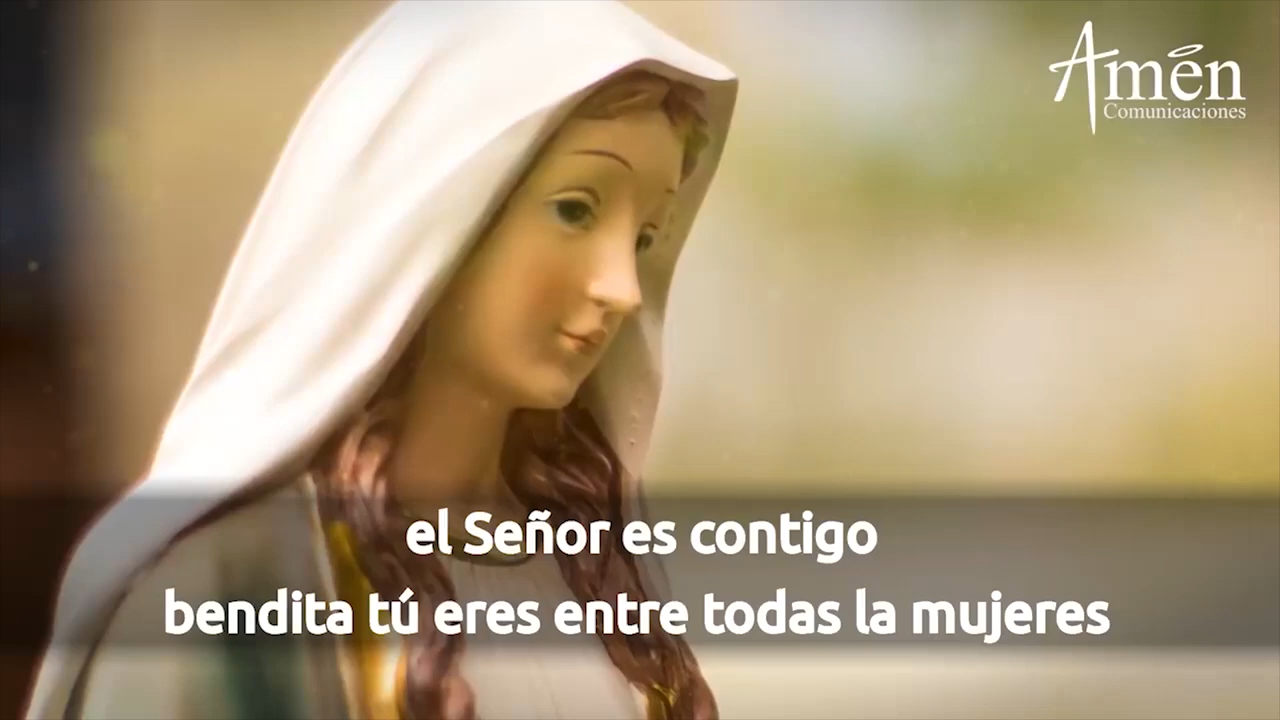 Amén
Comunicaciones
el Señor es contigo
bendita tú eres entre todas la mujeres